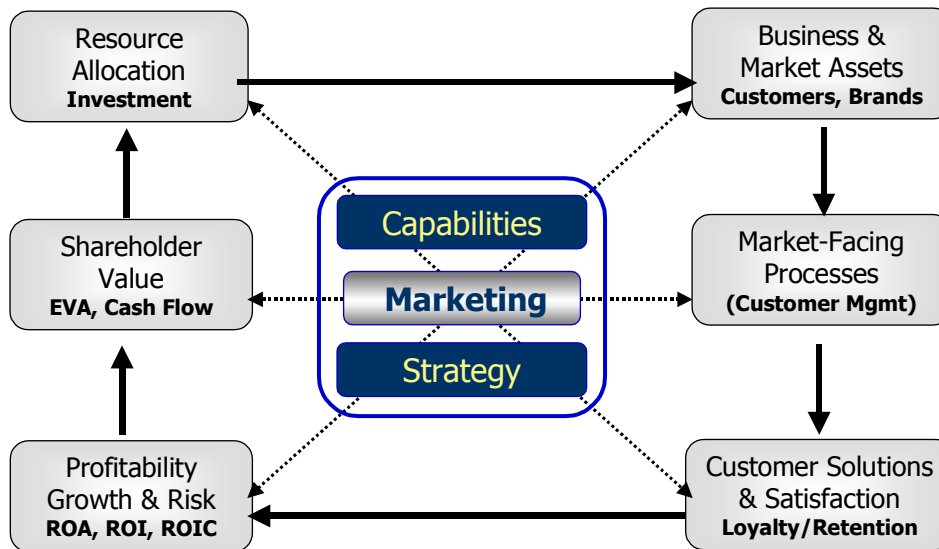 Resource
Allocation
Investment
Business &
Market Assets
Customers, Brands
Capabilities
Shareholder
Value
EVA, Cash Flow
Marketing
Market-Facing
Processes
(Customer Mgmt)
Strategy
Profitability
Growth & Risk
ROA, ROI, ROIC
Customer Solutions
& Satisfaction
Loyalty/Retention